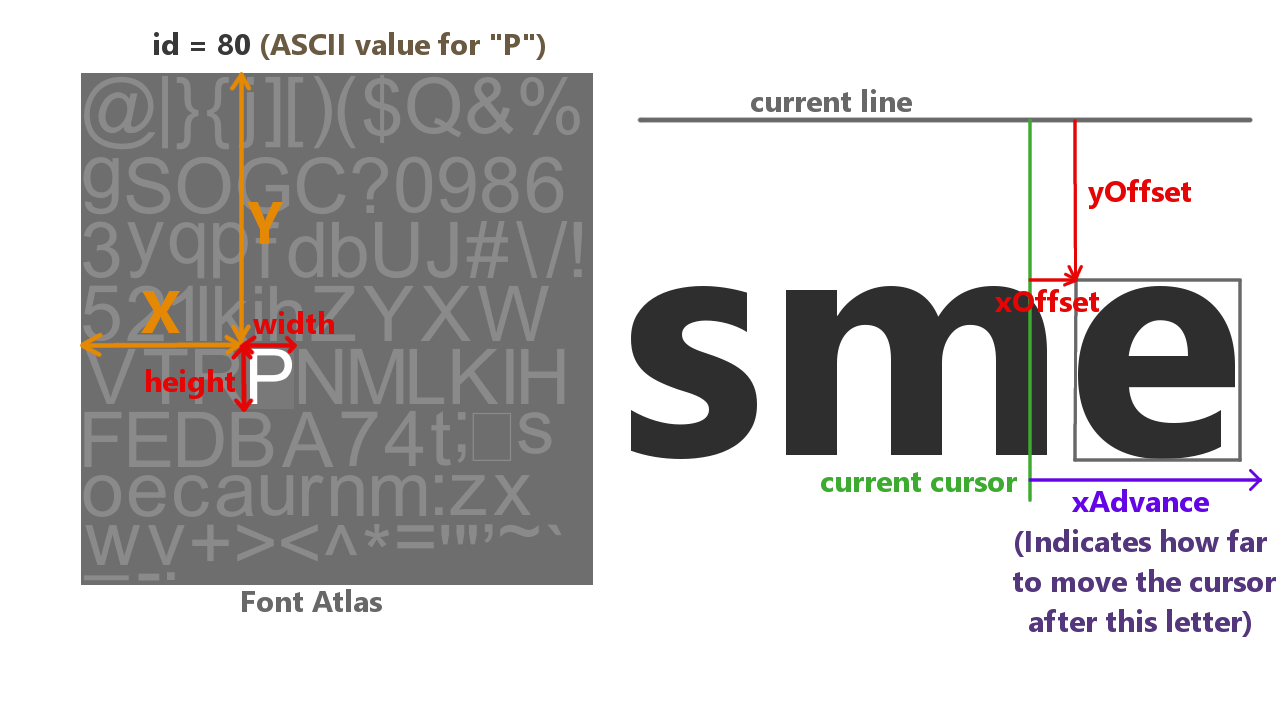 id = 80 (ASCII value for "P")
@|}{j][)($Q&%
gSOGC?0986
Y
3yqpfdbUJ#\/!
X
521lkihZYXW
width
VTRPNMLKIH
height
FEDBA74t;s
oecaurnm:zx
wv+><^*="'’~`
Font Atlas
current line
yOffset
xOffset
sme
current cursor
xAdvance
(Indicates how far
to move the cursor
after this letter)